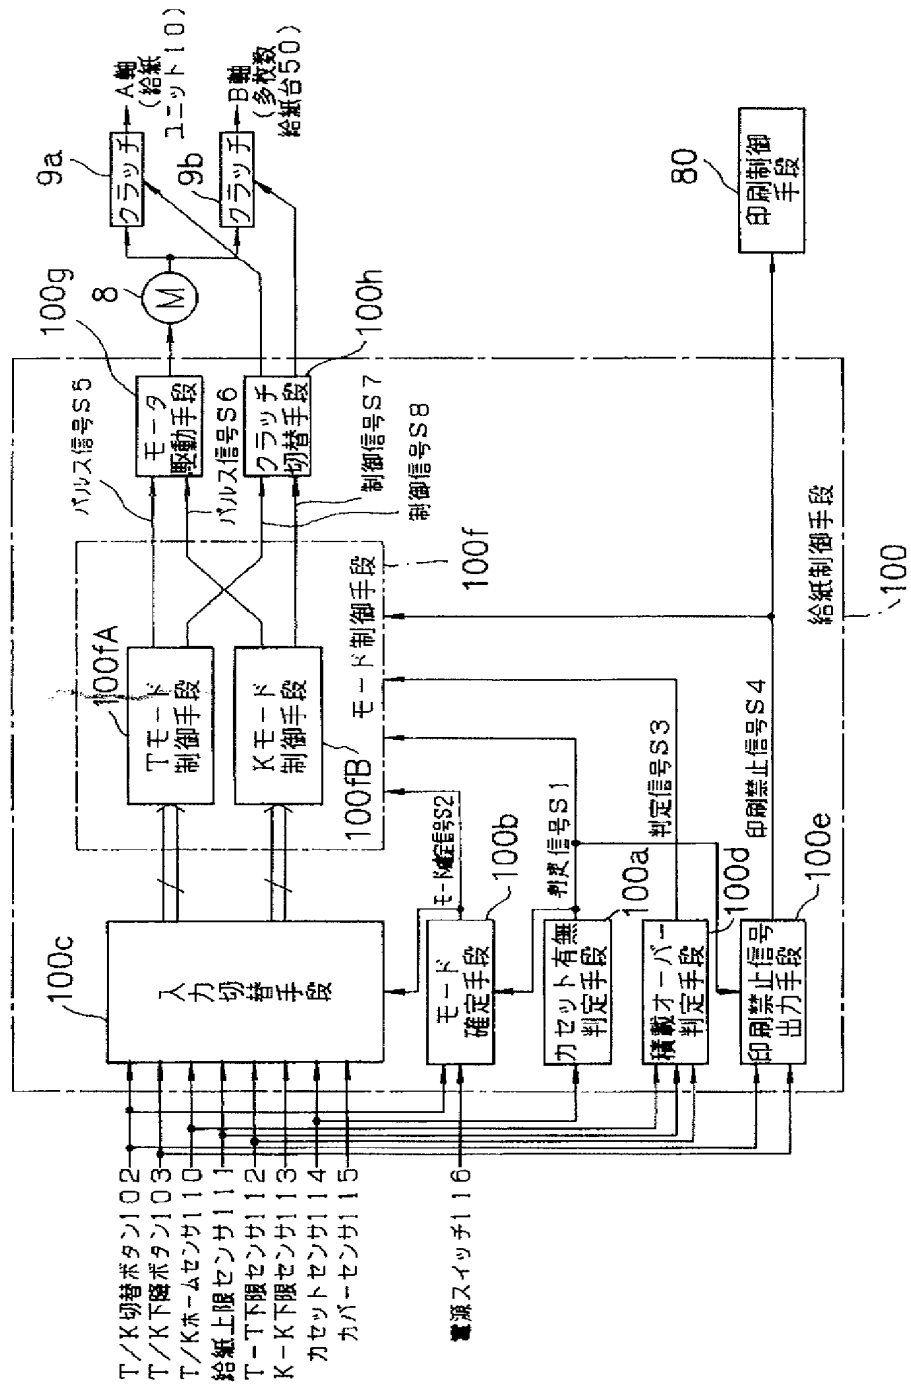 T/K切替ボタン102
T/K下降ボタン103
T/Kホームセンサ110
給紙上限センサ111
T-T下限センサ112
K-K下限センサ113
カセットセンサ114
カバーセンサ115
電源スイッチ116
100c
入力切替手段
モード
確定手段
100b
モード確定信号S2
カセット有無
判定手段
100a
判定信号S1
積載オーバー
判定手段
100d
判定信号S3
印刷禁止信号
出力手段
100e
印刷禁止信号S4
100fA
Tモード
制御手段
Kモード
制御手段
100fB
モード制御手段
100f
パルス信号S5
パルス信号S6
制御信号S7
制御信号S8
モータ
駆動手段
100g
クラッチ
切替手段
100h
給紙制御手段
100
8
M
9a
クラッチ
A軸
(給紙
ユニット10)
9b
クラッチ
B軸
(多枚数
給紙台50)
80
印刷制御
手段